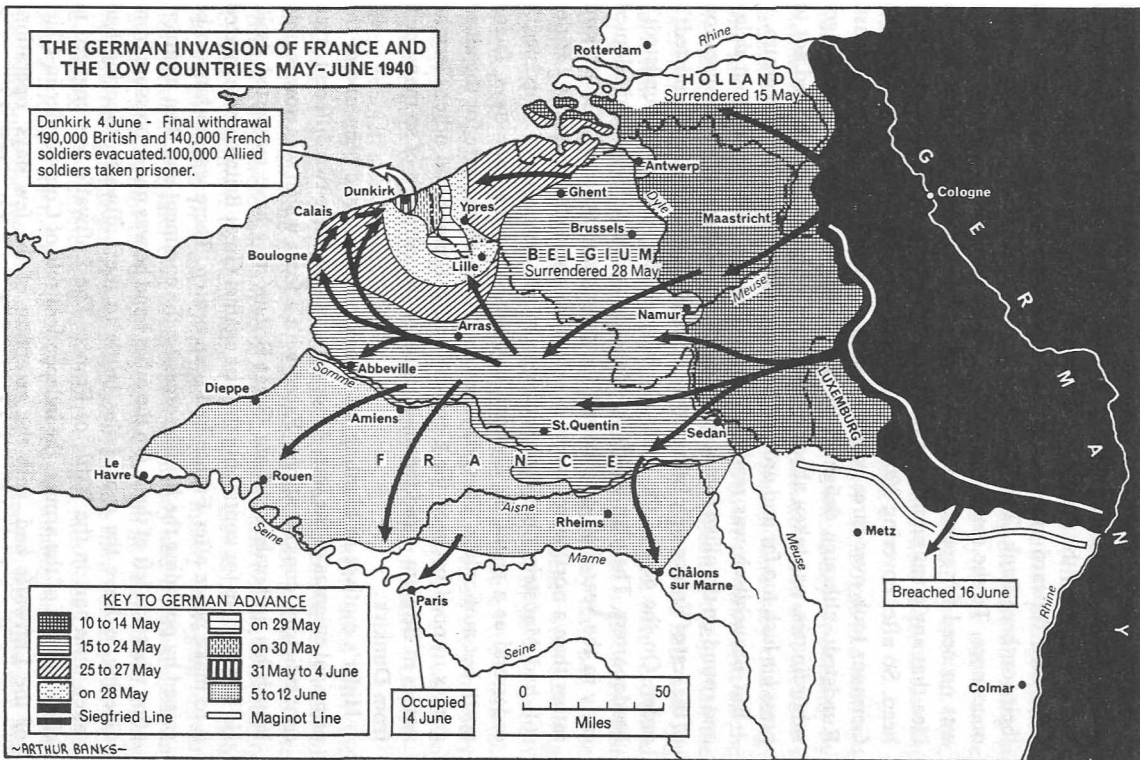 THE GERMAN INVASION OF FRANCE AND
THE LOW COUNTRIES MAY-JUNE 1940
Dunkirk 4 June - Final withdrawal
190,000 British and 140,000 French
soldiers evacuated.100,000 Allied
soldiers taken prisoner.
Rotterdam
Rhine
HOLLAND
Surrendered 15 May
GERMANY
Cologne
Antwerp
Dunkirk
Ghent
Dyle
Calais
Ypres
Maastricht
Brussels
Boulogne
Lille
BELGIUM
Surrendered 28 May
Meuse
Namur
Arras
Abbeville
Somme
LUXEMBURG
Dieppe
Amiens
St.Quentin
Sedan
Le
Havre
Rouen
FRANCE
Aisne
Rheims
Metz
Seine
Marne
Meuse
Châlons
sur Marne
Breached 16 June
Paris
Rhine
Seine
Colmar
Occupied
14 June
KEY TO GERMAN ADVANCE
10 to 14 May
on 29 May
15 to 24 May
on 30 May
25 to 27 May
31 May to 4 June
on 28 May
5 to 12 June
Siegfried Line
Maginot Line
0 50
Miles
~ARTHUR BANKS~